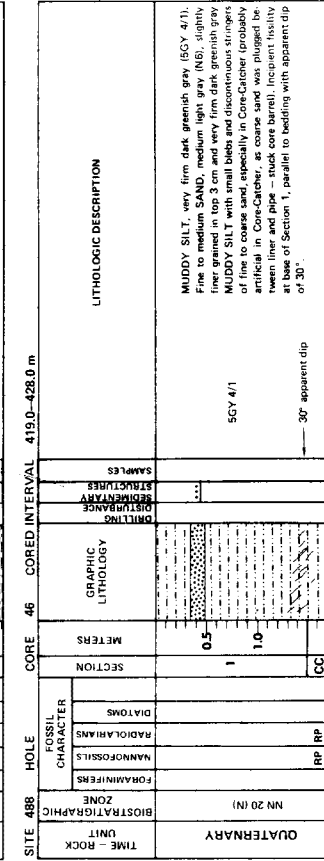 SITE 488 HOLE CORE 46 CORED INTERVAL 419.0–428.0 m
TIME – ROCK
UNIT
BIOSTRATIGRAPHIC
ZONE
FOSSIL
CHARACTER
FORAMINIFERS
NANNOFOSSILS
RADIOLARIANS
DIATOMS
SECTION
METERS
GRAPHIC
LITHOLOGY
DRILLING
DISTURBANCE
SEDIMENTARY
STRUCTURES
SAMPLES
LITHOLOGIC DESCRIPTION
QUATERNARY
NN 20 (N)
RP
RP
1
CC
0.5
1.0
5GY 4/1
30° apparent dip
MUDDY SILT, very firm dark greenish gray (5GY 4/1).
Fine to medium SAND, medium light gray (N6), slightly
finer grained in top 3 cm and very firm dark greenish gray
MUDDY SILT with small blebs and discontinuous stringers
of fine to coarse sand, especially in Core-Catcher (probably
artificial in Core-Catcher, as coarse sand was plugged be-
tween liner and pipe – stuck core barrel). Incipient fissility
at base of Section 1, parallel to bedding with apparent dip
of 30°.